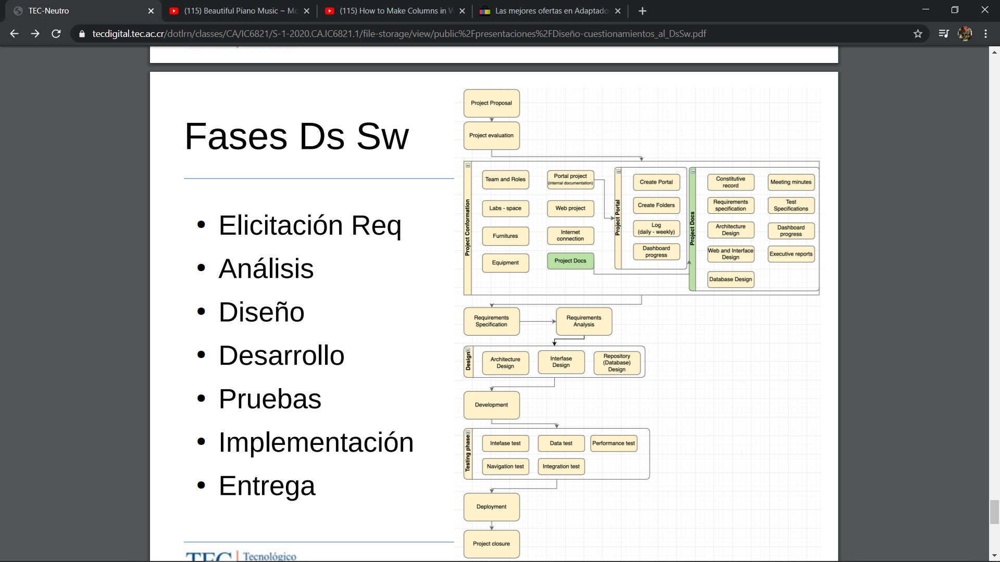 TEC-Neutro
(115) Beautiful Piano Music ~ Mo
(115) How to Make Columns in W
Las mejores ofertas en Adaptado
tecdigital.tec.ac.cr/dotlrn/classes/CA/IC6821/S-1-2020.CA.IC6821.1/file-storage/view/public%2Fpresentaciones%2FDiseño-cuestionamientos_al_DsSw.pdf
Fases Ds Sw
• Elicitación Req
• Análisis
• Diseño
• Desarrollo
• Pruebas
• Implementación
• Entrega
TEC | Tecnológico
Project Proposal
Project evaluation
Project Conformation
Team and Roles
Labs - space
Furnitures
Equipment
Portal project
(internal documentation)
Web project
Internet
connection
Project Docs
Project Portal
Create Portal
Create Folders
Log
(daily - weekly)
Dashboard
progress
Project Docs
Constitutive
record
Requirements
specification
Architecture
Design
Web and Interface
Design
Database Design
Meeting minutes
Test
Specifications
Dashboard
progress
Executive reports
Requirements
Specification
Requirements
Analysis
Design
Architecture
Design
Interfase
Design
Repository
(Database)
Design
Development
Testing phase
Intefase test
Data test
Performance test
Navigation test
Integration test
Deployment
Project closure